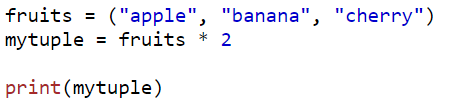 fruits = ("apple", "banana", "cherry")
mytuple = fruits * 2
print(mytuple)